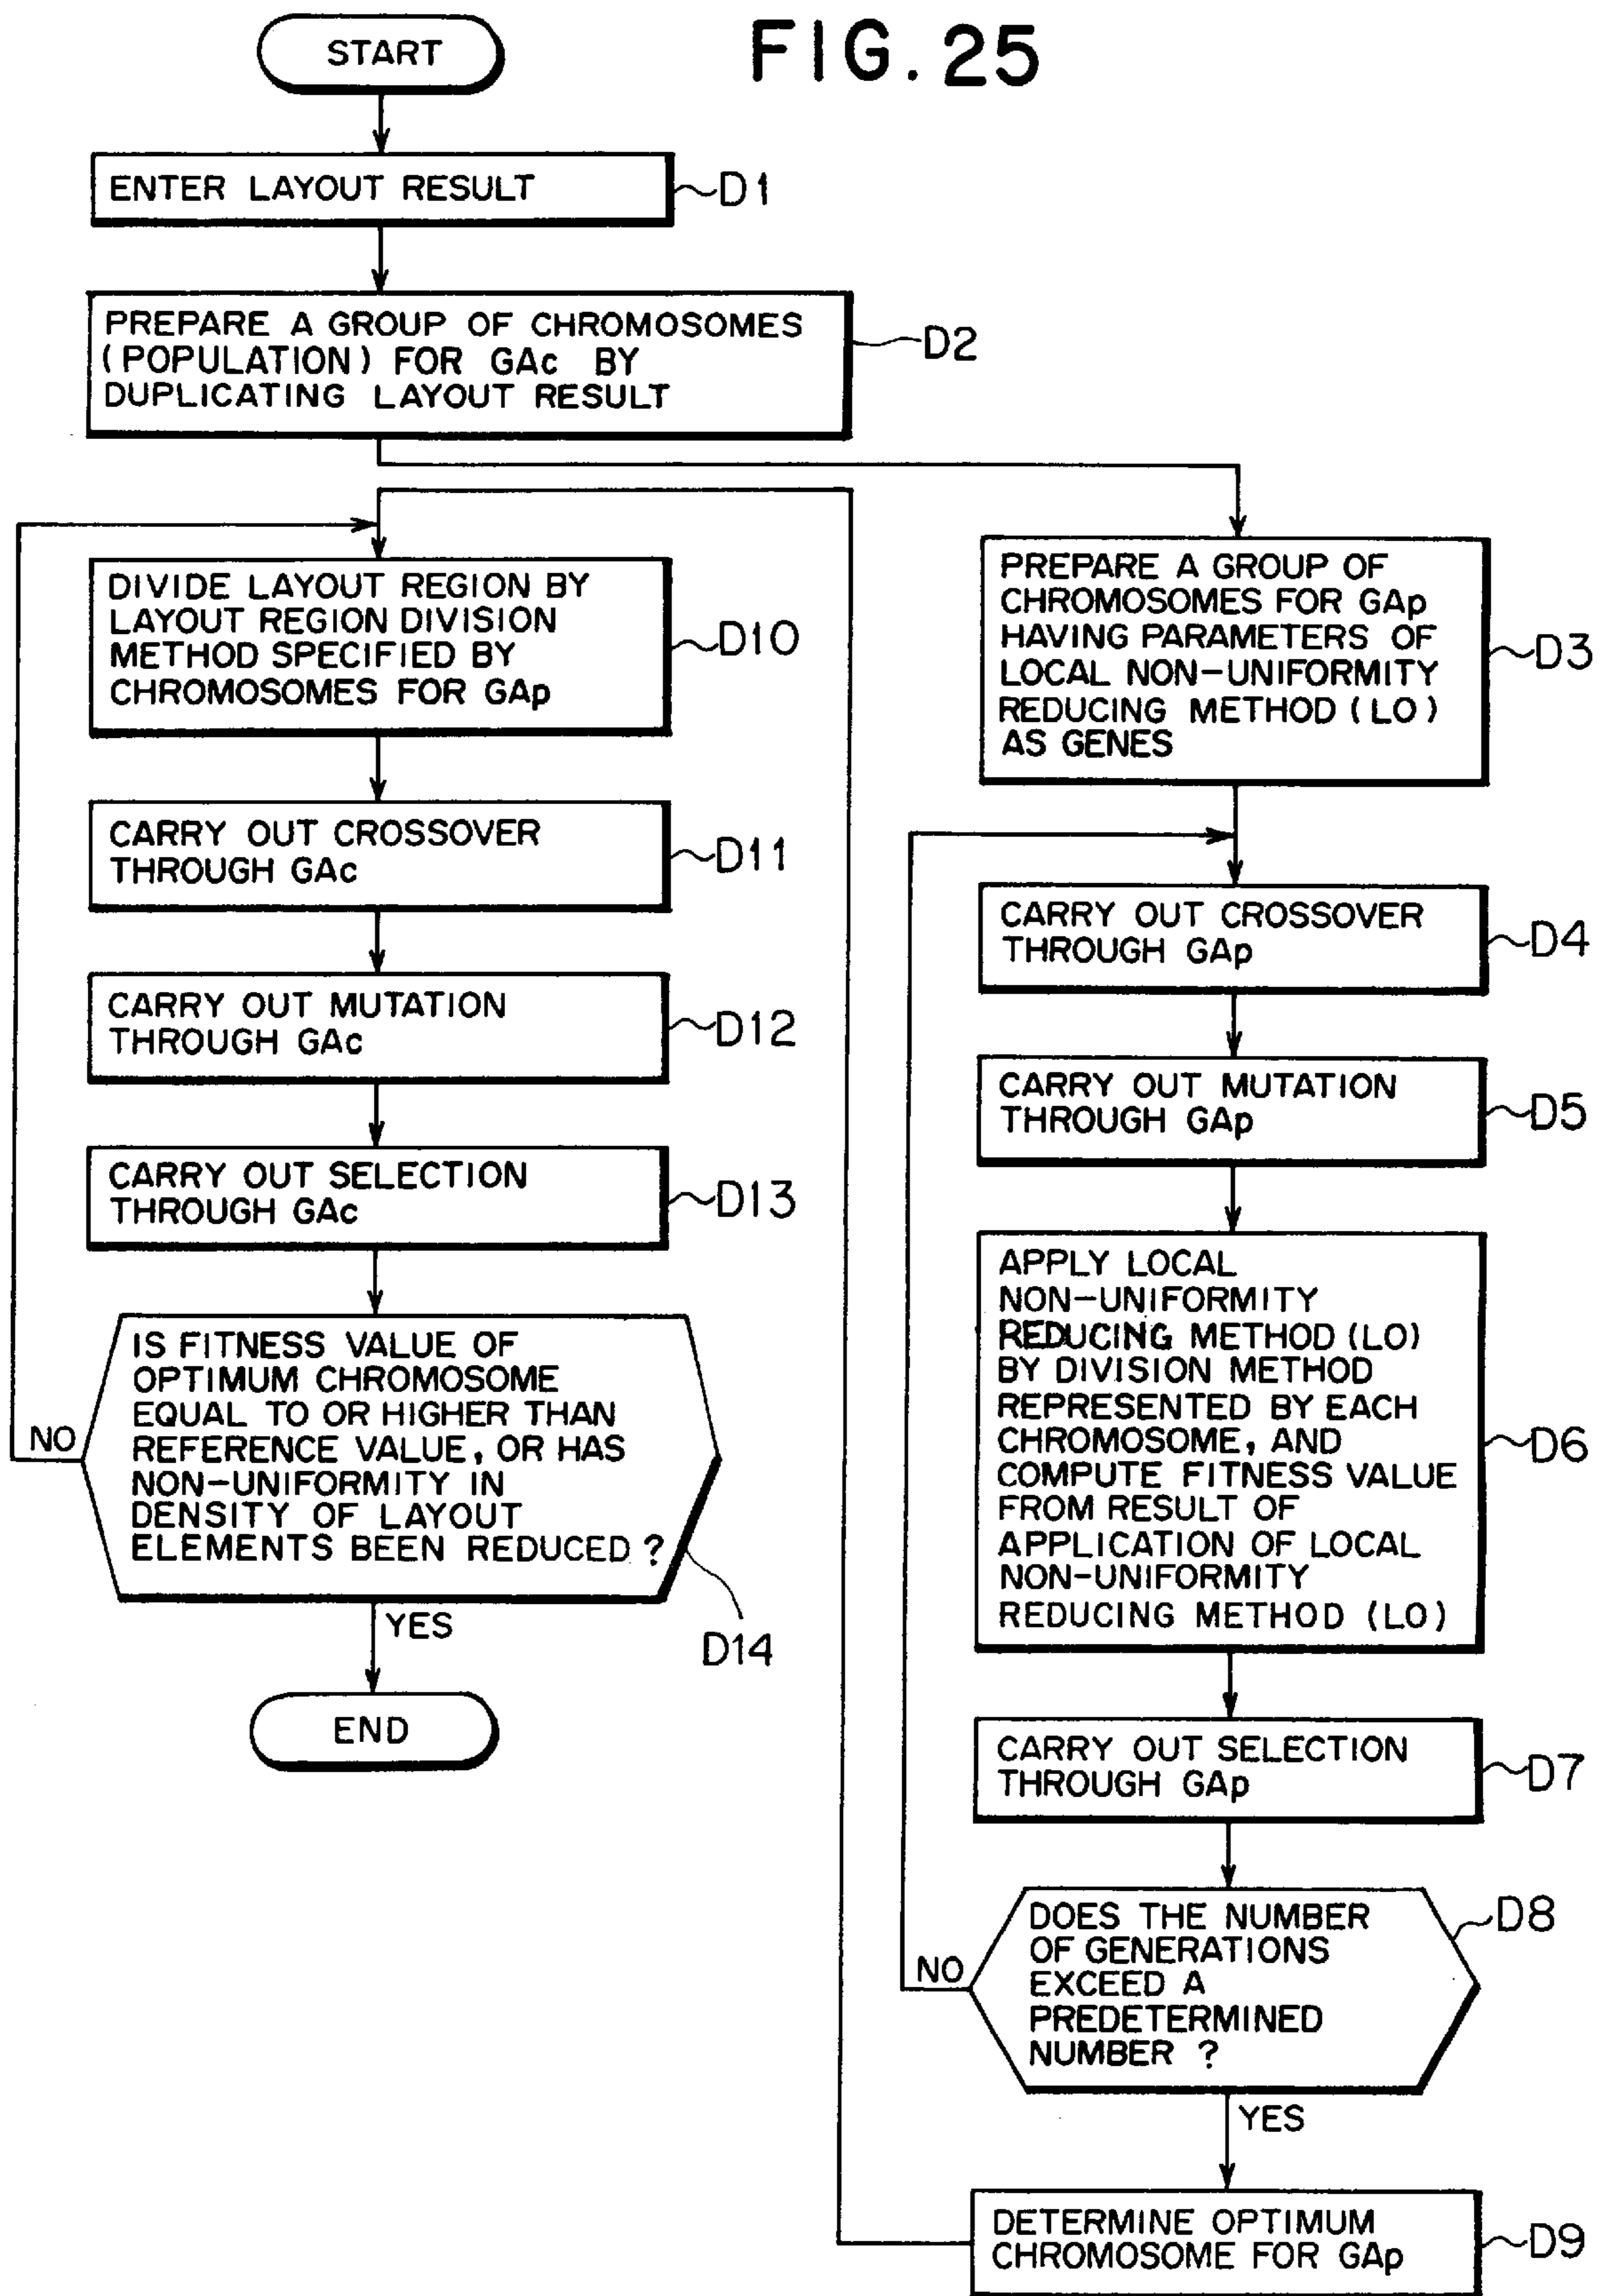 FIG. 25
START
ENTER LAYOUT RESULT
D1
PREPARE A GROUP OF CHROMOSOMES
(POPULATION) FOR GAc BY
DUPLICATING LAYOUT RESULT
D2
PREPARE A GROUP OF
CHROMOSOMES FOR GAp
HAVING PARAMETERS OF
LOCAL NON-UNIFORMITY
REDUCING METHOD (LO)
AS GENES
D3
CARRY OUT CROSSOVER
THROUGH GAp
D4
CARRY OUT MUTATION
THROUGH GAp
D5
APPLY LOCAL
NON-UNIFORMITY
REDUCING METHOD (LO)
BY DIVISION METHOD
REPRESENTED BY EACH
CHROMOSOME, AND
COMPUTE FITNESS VALUE
FROM RESULT OF
APPLICATION OF LOCAL
NON-UNIFORMITY
REDUCING METHOD (LO)
D6
CARRY OUT SELECTION
THROUGH GAp
D7
DOES THE NUMBER
OF GENERATIONS
EXCEED A
PREDETERMINED
NUMBER ?
D8
NO
YES
DETERMINE OPTIMUM
CHROMOSOME FOR GAp
D9
DIVIDE LAYOUT REGION BY
LAYOUT REGION DIVISION
METHOD SPECIFIED BY
CHROMOSOMES FOR GAp
D10
CARRY OUT CROSSOVER
THROUGH GAc
D11
CARRY OUT MUTATION
THROUGH GAc
D12
CARRY OUT SELECTION
THROUGH GAc
D13
IS FITNESS VALUE OF
OPTIMUM CHROMOSOME
EQUAL TO OR HIGHER THAN
REFERENCE VALUE, OR HAS
NON-UNIFORMITY IN
DENSITY OF LAYOUT
ELEMENTS BEEN REDUCED ?
D14
NO
YES
END